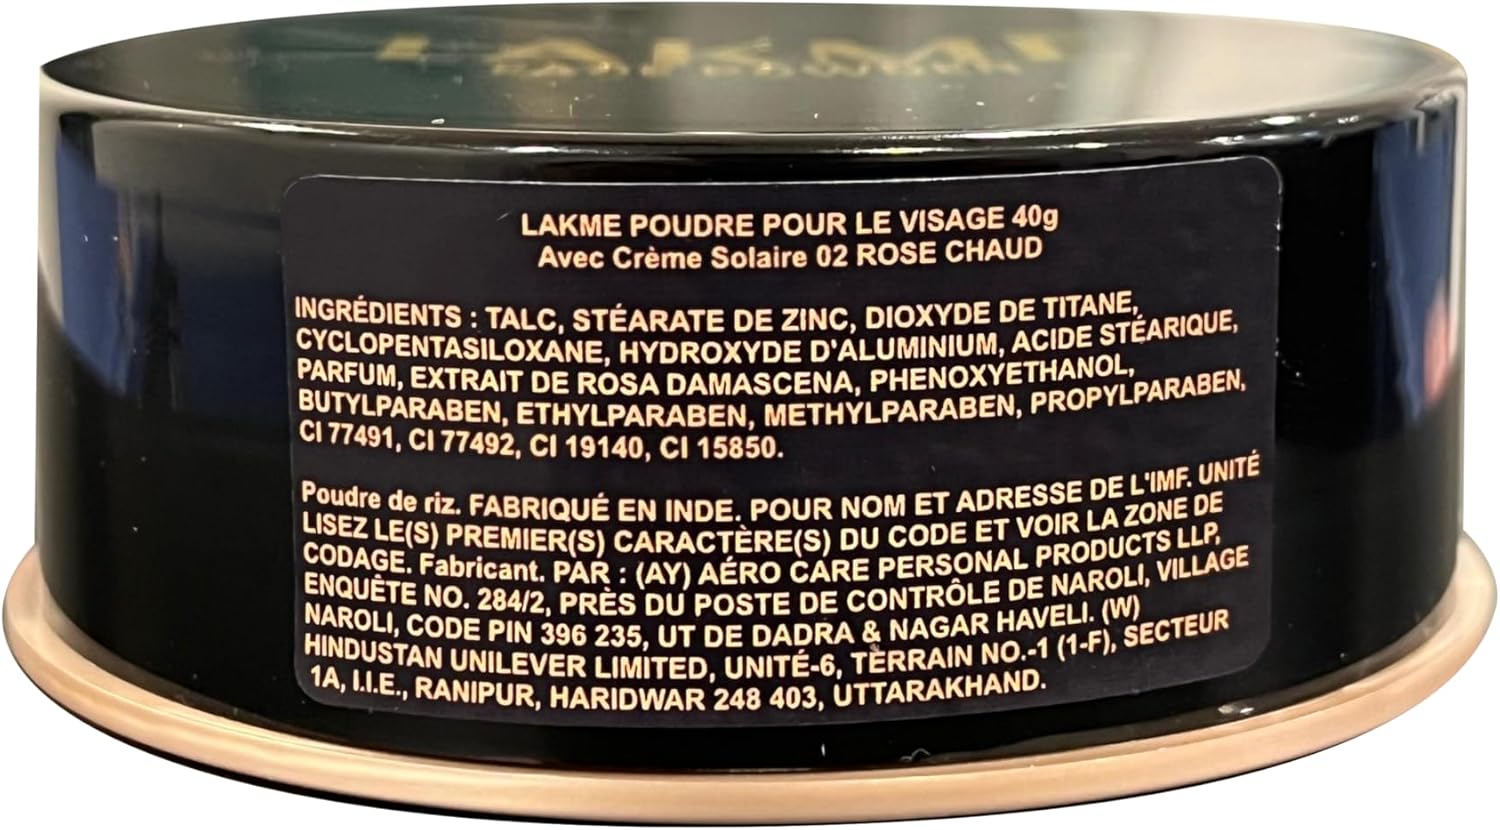 LAKMÉ
LAKME POUDRE POUR LE VISAGE 40g
Avec Crème Solaire 02 ROSE CHAUD
INGRÉDIENTS : TALC, STÉARATE DE ZINC, DIOXYDE DE TITANE,
CYCLOPENTASILOXANE, HYDROXYDE D'ALUMINIUM, ACIDE STÉARIQUE,
PARFUM, EXTRAIT DE ROSA DAMASCENA, PHENOXYETHANOL,
BUTYLPARABEN, ETHYLPARABEN, METHYLPARABEN, PROPYLPARABEN,
CI 77491, CI 77492, CI 19140, CI 15850.
Poudre de riz. FABRIQUÉ EN INDE. POUR NOM ET ADRESSE DE L'IMF. UNITÉ
LISEZ LE(S) PREMIER(S) CARACTÈRE(S) DU CODE ET VOIR LA ZONE DE
CODAGE. Fabricant. PAR : (AY) AÉRO CARE PERSONAL PRODUCTS LLP,
ENQUÊTE NO. 284/2, PRÈS DU POSTE DE CONTRÔLE DE NAROLI, VILLAGE
NAROLI, CODE PIN 396 235, UT DE DADRA & NAGAR HAVELI. (W)
HINDUSTAN UNILEVER LIMITED, UNITÉ-6, TERRAIN NO.-1 (1-F), SECTEUR
1A, I.I.E., RANIPUR, HARIDWAR 248 403, UTTARAKHAND.